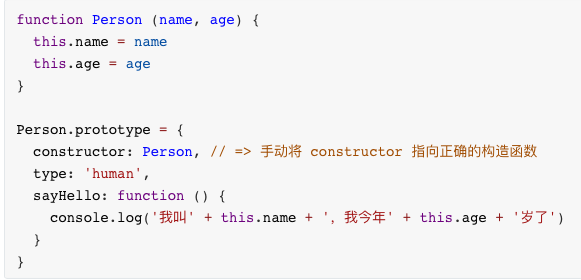 function Person (name, age) {
  this.name = name
  this.age = age
}

Person.prototype = {
  constructor: Person, // => 手动将 constructor 指向正确的构造函数
  type: 'human',
  sayHello: function () {
    console.log('我叫' + this.name + '，我今年' + this.age + '岁了')
  }
}